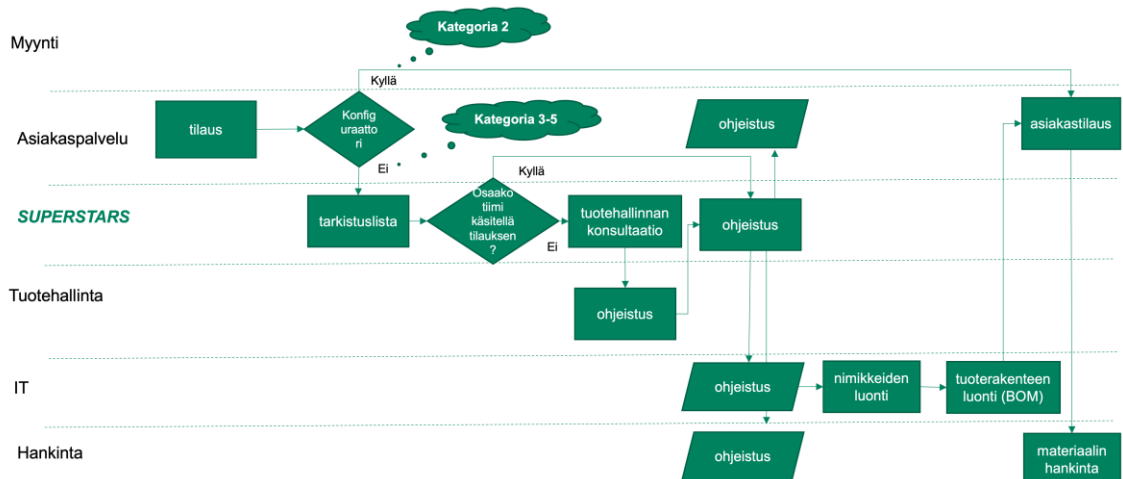 Kategoria 2
Myynti
Kyllä
tilaus
Konfig
uraatto
ri
Kategoria 3-5
ohjeistus
asiakastilaus
Asiakaspalvelu
Ei
Kyllä
SUPERSTARS
tarkistuslista
Osaako
tiimi
käsitellä
tilauksen
?
Ei
tuotehallinnan
konsultaatio
ohjeistus
Tuotehallinta
ohjeistus
IT
ohjeistus
nimikkeiden
luonti
tuoterakenteen
luonti (BOM)
Hankinta
ohjeistus
materiaalin
hankinta